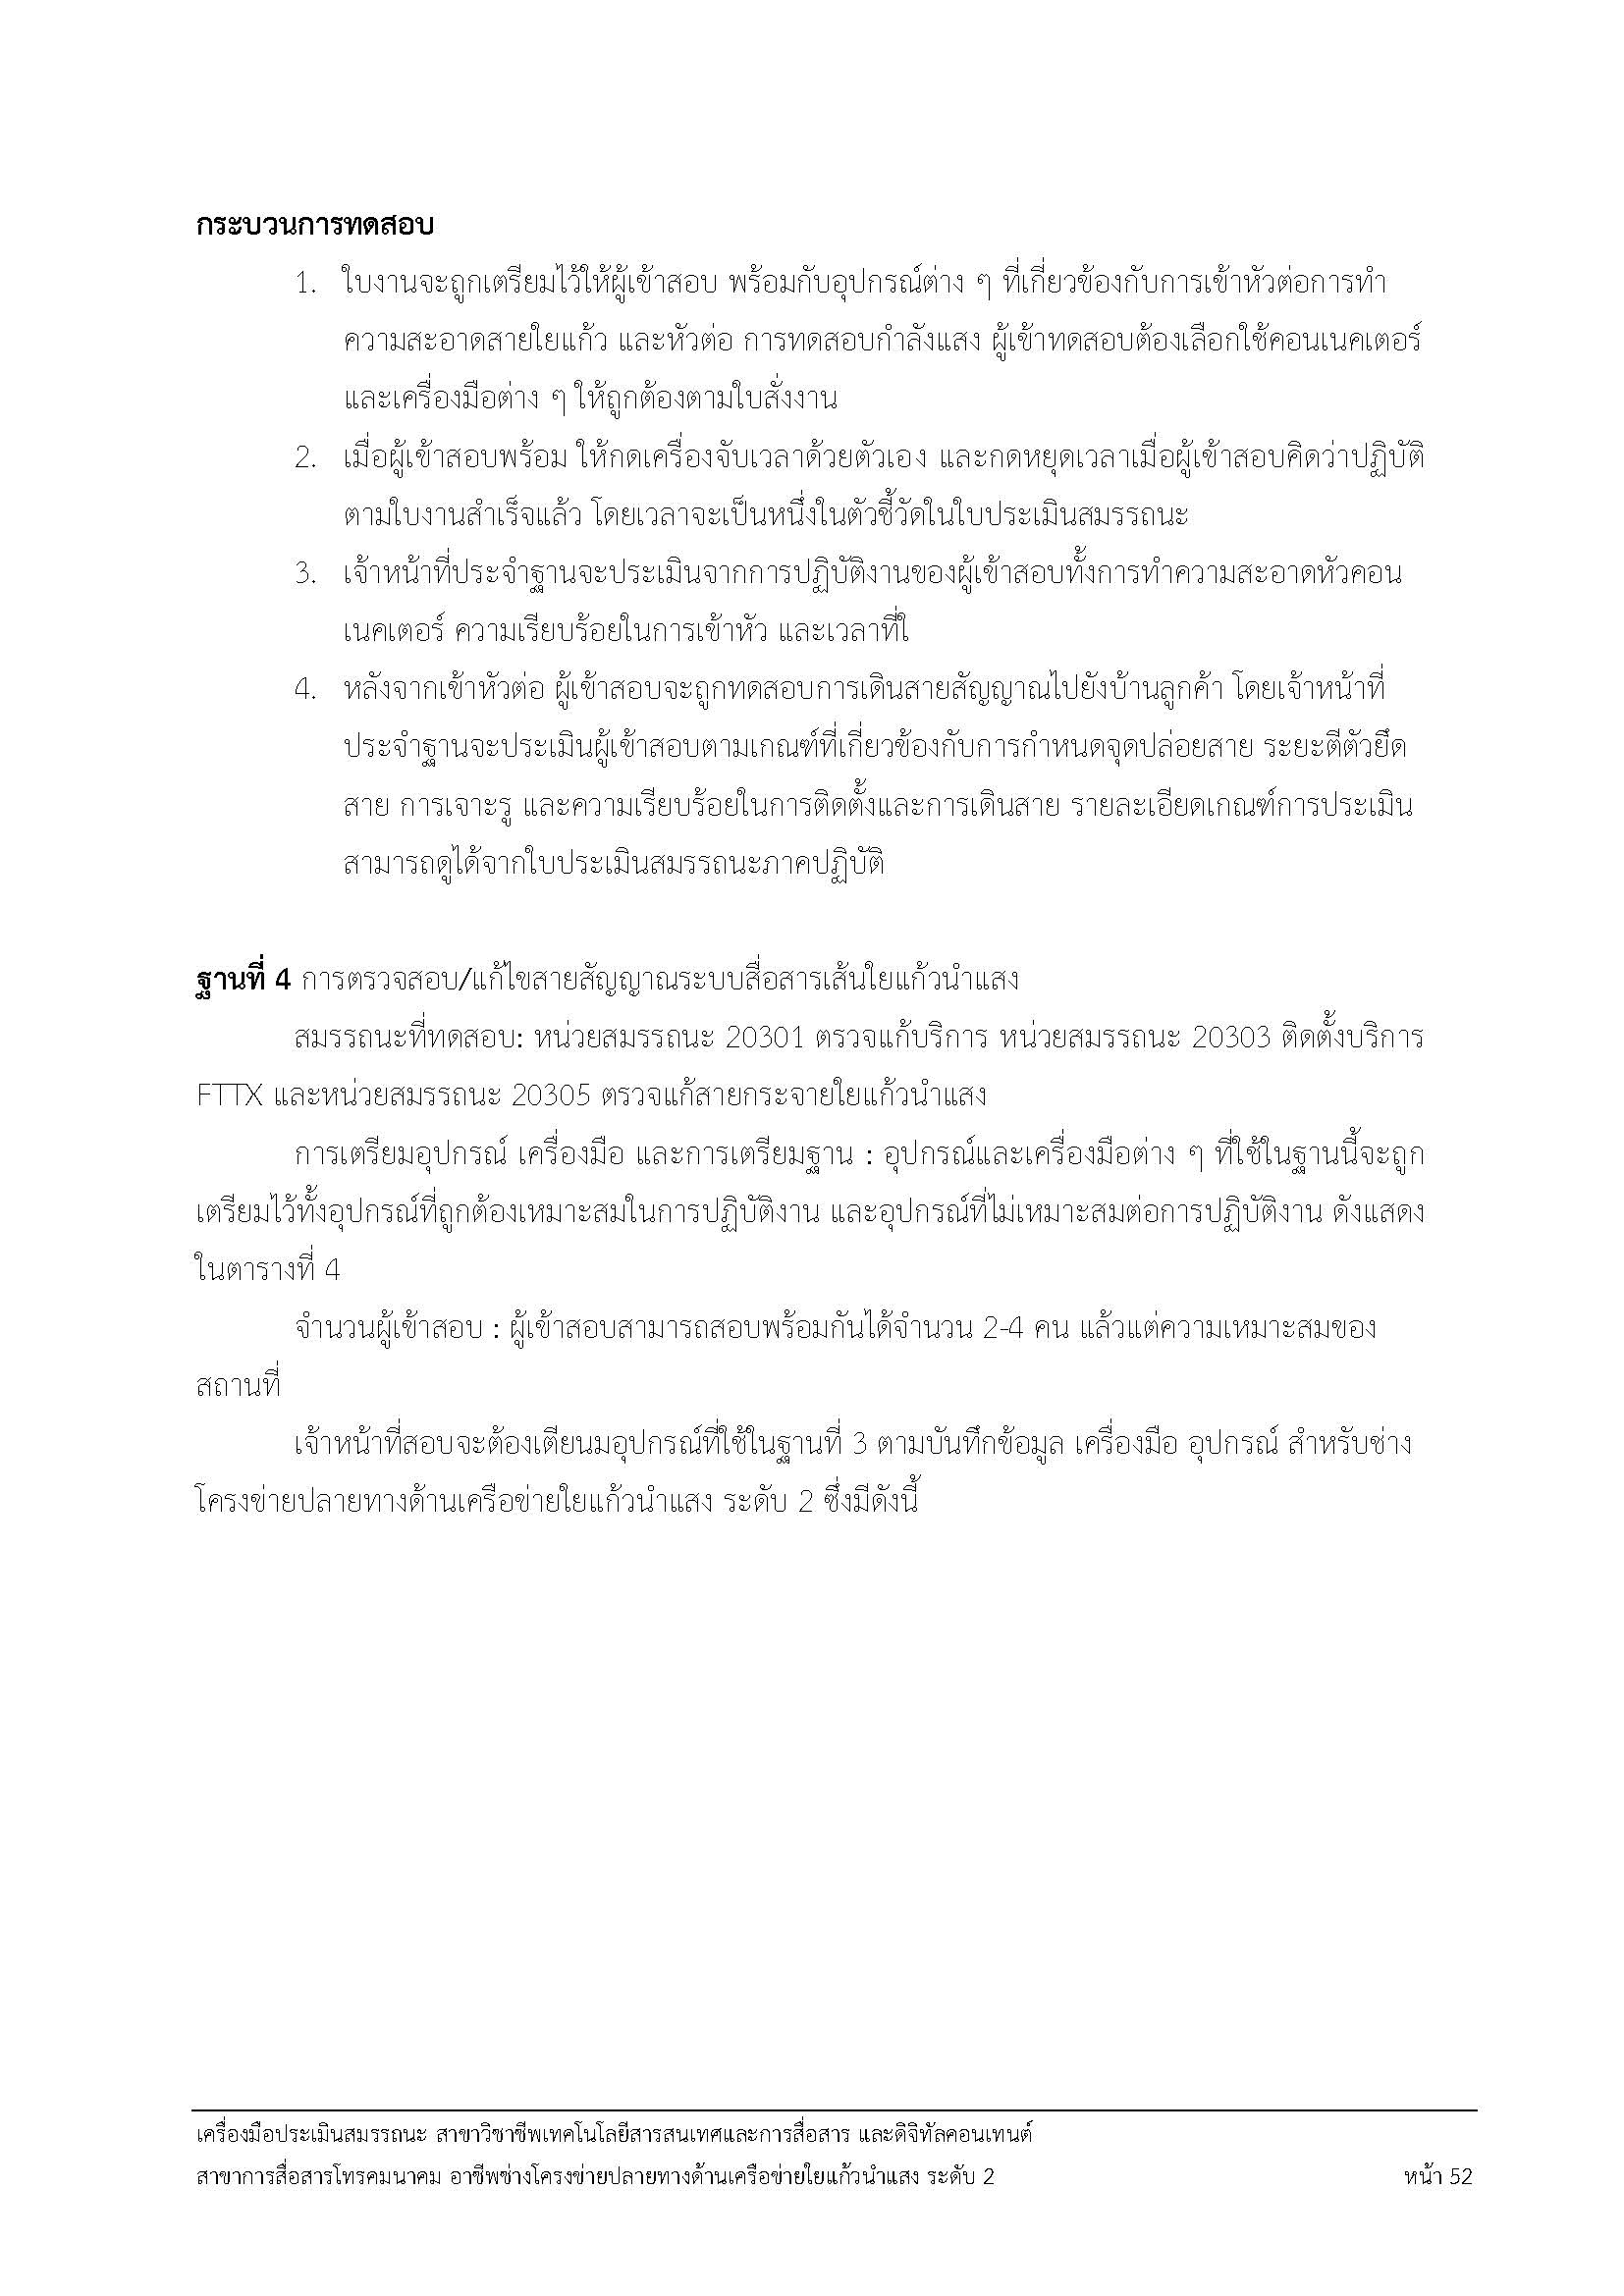 กระบวนการทดสอบ
1. ใบงานจะถูกเตรียมไว้ให้ผู้เข้าสอบ พร้อมกับอุปกรณ์ต่าง ๆ ที่เกี่ยวข้องกับการเข้าหัวต่อการทำ
ความสะอาดสายใยแก้ว และหัวต่อ การทดสอบกำลังแสง ผู้เข้าทดสอบต้องเลือกใช้คอนเนคเตอร์
และเครื่องมือต่าง ๆ ให้ถูกต้องตามใบสั่งงาน
2. เมื่อผู้เข้าสอบพร้อม ให้กดเครื่องจับเวลาด้วยตัวเอง และกดหยุดเวลาเมื่อผู้เข้าสอบคิดว่าปฏิบัติ
ตามใบงานสำเร็จแล้ว โดยเวลาจะเป็นหนึ่งในตัวชี้วัดในใบประเมินสมรรถนะ
3. เจ้าหน้าที่ประจำฐานจะประเมินจากการปฏิบัติงานของผู้เข้าสอบทั้งการทำความสะอาดหัวคอน
เนคเตอร์ ความเรียบร้อยในการเข้าหัว และเวลาที่ใ
4. หลังจากเข้าหัวต่อ ผู้เข้าสอบจะถูกทดสอบการเดินสายสัญญาณไปยังบ้านลูกค้า โดยเจ้าหน้าที่
ประจำฐานจะประเมินผู้เข้าสอบตามเกณฑ์ที่เกี่ยวข้องกับการกำหนดจุดปล่อยสาย ระยะตีตัวยึด
สาย การเจาะรู และความเรียบร้อยในการติดตั้งและการเดินสาย รายละเอียดเกณฑ์การประเมิน
สามารถดูได้จากใบประเมินสมรรถนะภาคปฏิบัติ
ฐานที่ 4 การตรวจสอบ/แก้ไขสายสัญญาณระบบสื่อสารเส้นใยแก้วนำแสง
สมรรถนะที่ทดสอบ: หน่วยสมรรถนะ 20301 ตรวจแก้บริการ หน่วยสมรรถนะ 20303 ติดตั้งบริการ
FTTX และหน่วยสมรรถนะ 20305 ตรวจแก้สายกระจายใยแก้วนำแสง
การเตรียมอุปกรณ์ เครื่องมือ และการเตรียมฐาน : อุปกรณ์และเครื่องมือต่าง ๆ ที่ใช้ในฐานนี้จะถูก
เตรียมไว้ทั้งอุปกรณ์ที่ถูกต้องเหมาะสมในการปฏิบัติงาน และอุปกรณ์ที่ไม่เหมาะสมต่อการปฏิบัติงาน ดังแสดง
ในตารางที่ 4
จำนวนผู้เข้าสอบ : ผู้เข้าสอบสามารถสอบพร้อมกันได้จำนวน 2-4 คน แล้วแต่ความเหมาะสมของ
สถานที่
เจ้าหน้าที่สอบจะต้องเตียนมอุปกรณ์ที่ใช้ในฐานที่ 3 ตามบันทึกข้อมูล เครื่องมือ อุปกรณ์ สำหรับช่าง
โครงข่ายปลายทางด้านเครือข่ายใยแก้วนำแสง ระดับ 2 ซึ่งมีดังนี้
เครื่องมือประเมินสมรรถนะ สาขาวิชาชีพเทคโนโลยีสารสนเทศและการสื่อสาร และดิจิทัลคอนเทนต์
สาขาการสื่อสารโทรคมนาคม อาชีพช่างโครงข่ายปลายทางด้านเครือข่ายใยแก้วนำแสง ระดับ 2 หน้า 52